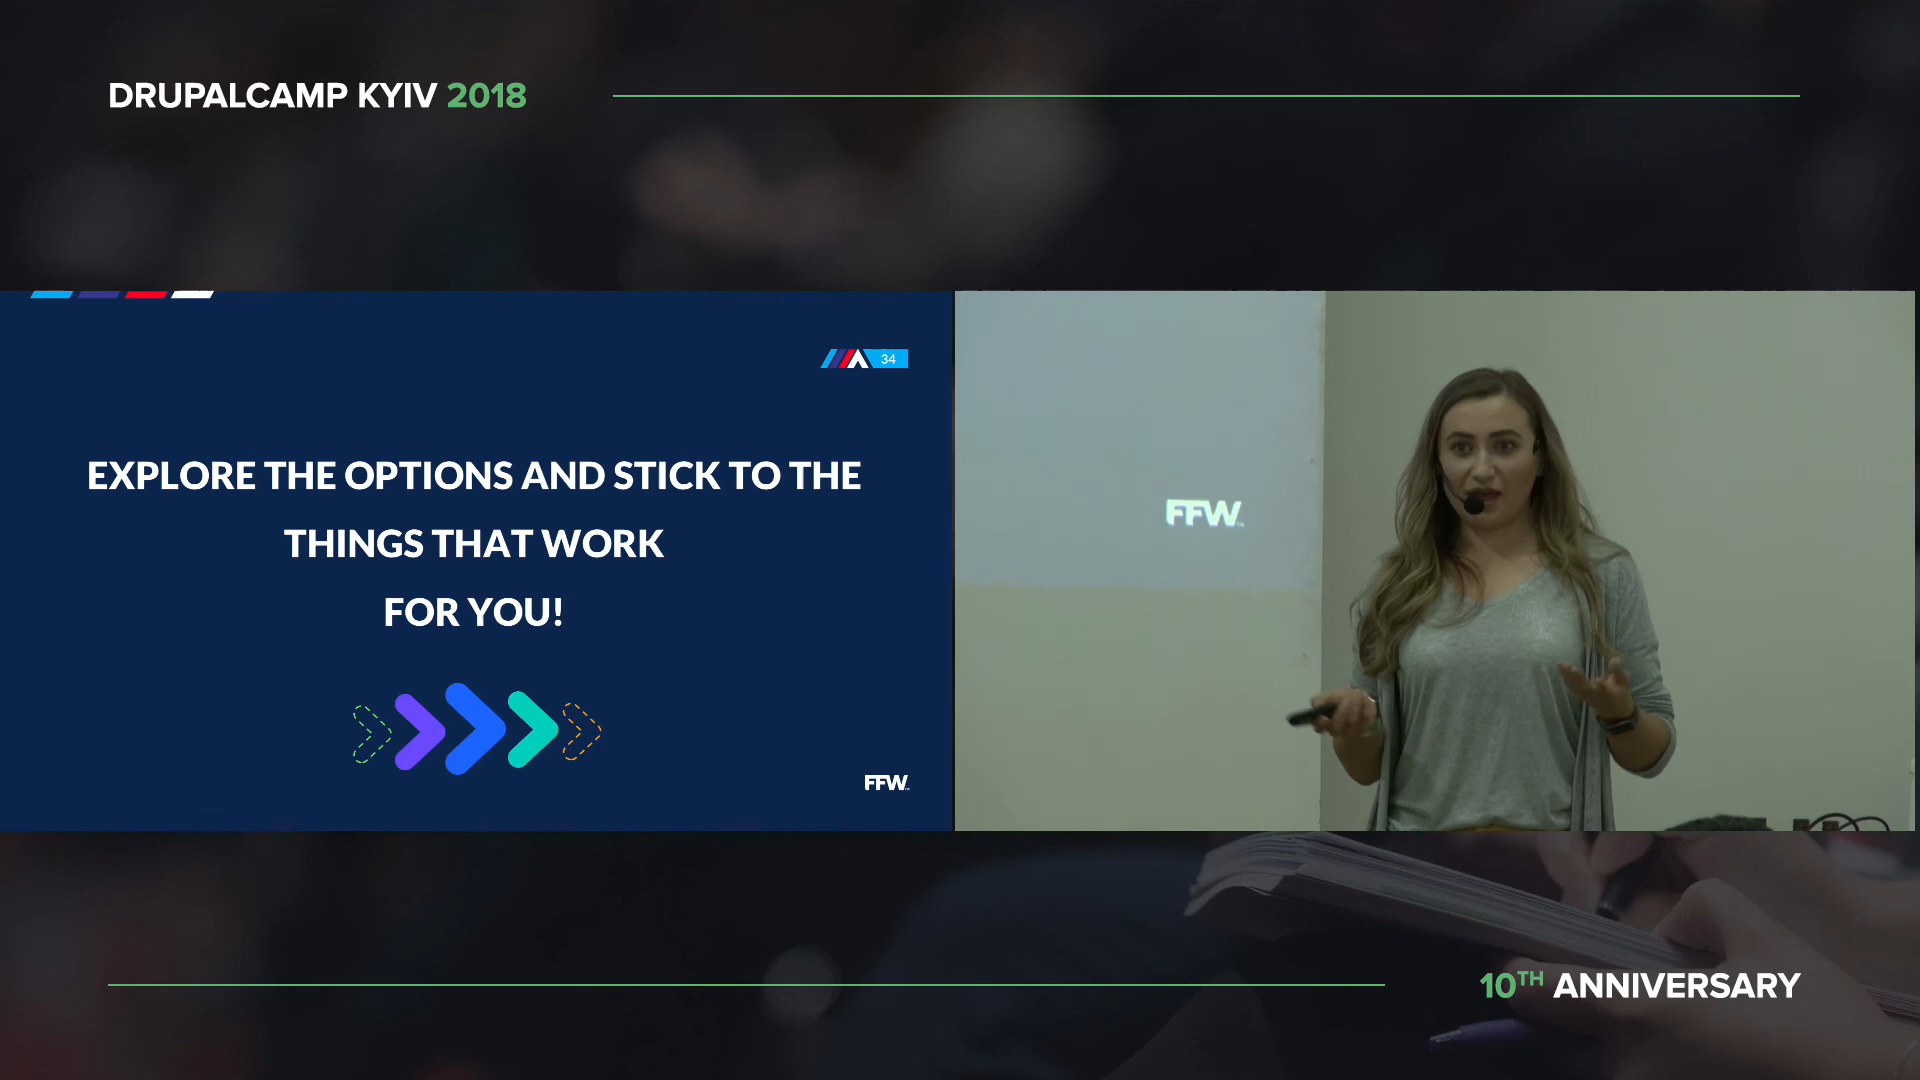 DRUPALCAMP KYIV 2018
34
EXPLORE THE OPTIONS AND STICK TO THE
THINGS THAT WORK
FOR YOU!
FFW
FFW
10TH ANNIVERSARY